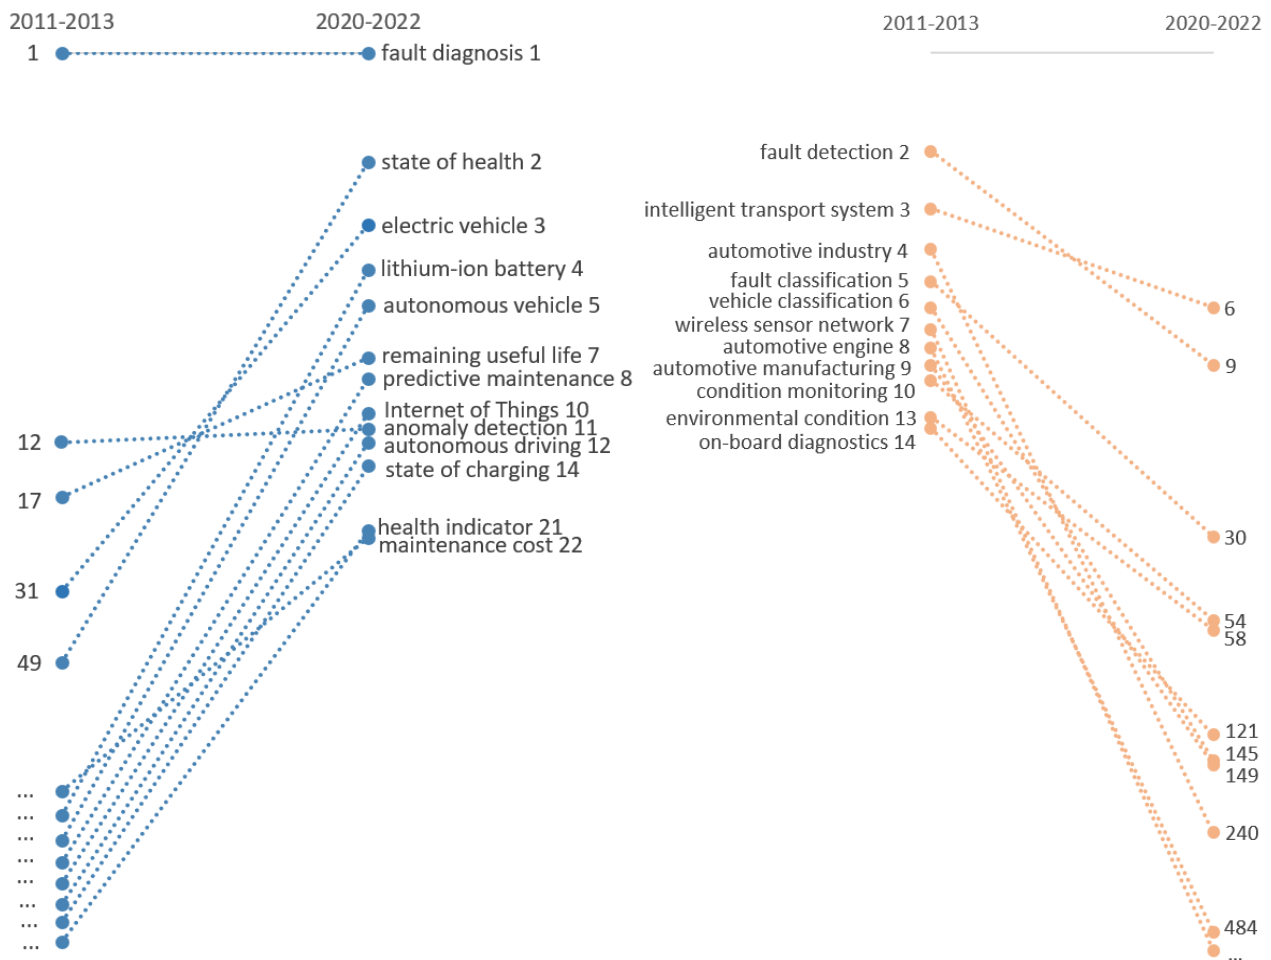 2011-2013
2020-2022
1
fault diagnosis 1
state of health 2
electric vehicle 3
lithium-ion battery 4
autonomous vehicle 5
remaining useful life 7
predictive maintenance 8
Internet of Things 10
anomaly detection 11
autonomous driving 12
state of charging 14
health indicator 21
maintenance cost 22
12
17
31
49
...
...
...
...
...
...
...
...
2011-2013
2020-2022
fault detection 2
intelligent transport system 3
automotive industry 4
fault classification 5
vehicle classification 6
wireless sensor network 7
automotive engine 8
automotive manufacturing 9
condition monitoring 10
environmental condition 13
on-board diagnostics 14
6
9
30
54
58
121
145
149
240
484
...